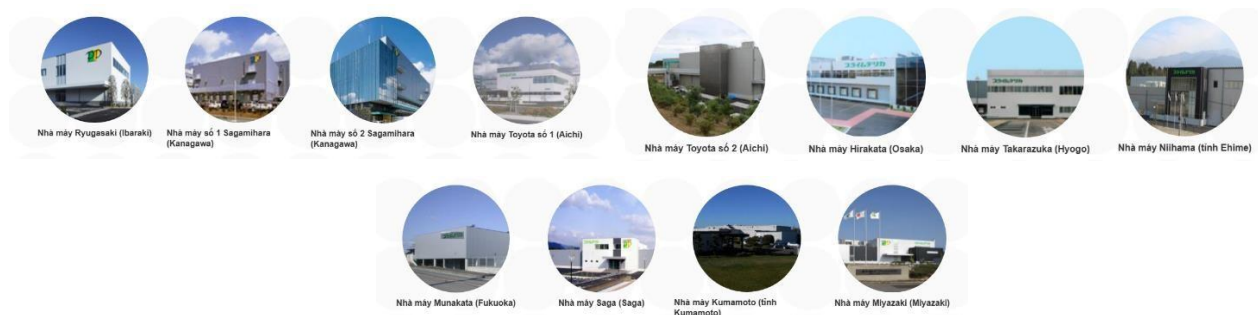 Nhà máy Ryugasaki (Ibaraki)
Nhà máy số 1 Sagamihara
(Kanagawa)
Nhà máy số 2 Sagamihara
(Kanagawa)
Nhà máy Toyota số 1 (Aichi)
Nhà máy Toyota số 2 (Aichi)
Nhà máy Hirakata (Osaka)
Nhà máy Takarazuka (Hyogo)
Nhà máy Niihama (tỉnh Ehime)
Nhà máy Munakata (Fukuoka)
Nhà máy Saga (Saga)
Nhà máy Kumamoto (tỉnh
Kumamoto)
Nhà máy Miyazaki (Miyazaki)